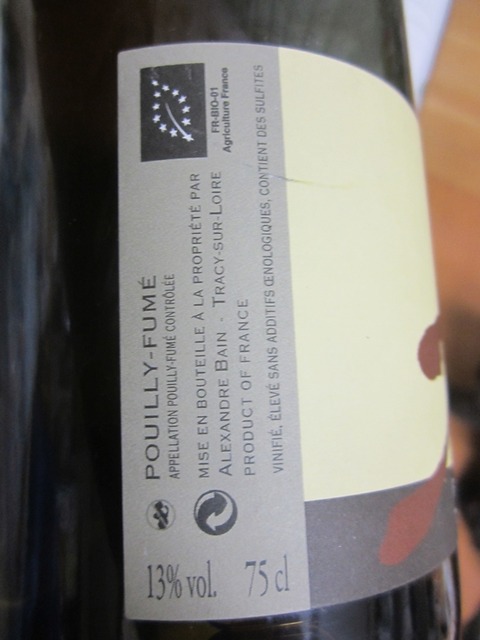 POUILLY-FUMÉ
APPELLATION POUILLY-FUMÉ CONTRÔLÉE
MISE EN BOUTEILLE À LA PROPRIÉTÉ PAR
ALEXANDRE BAIN - TRACY-SUR-LOIRE
PRODUCT OF FRANCE
VINIFIÉ, ÉLEVÉ SANS ADDITIFS ŒNOLOGIQUES, CONTIENT DES SULFITES
FR-BIO-01
Agriculture France
13% vol.
75 cl